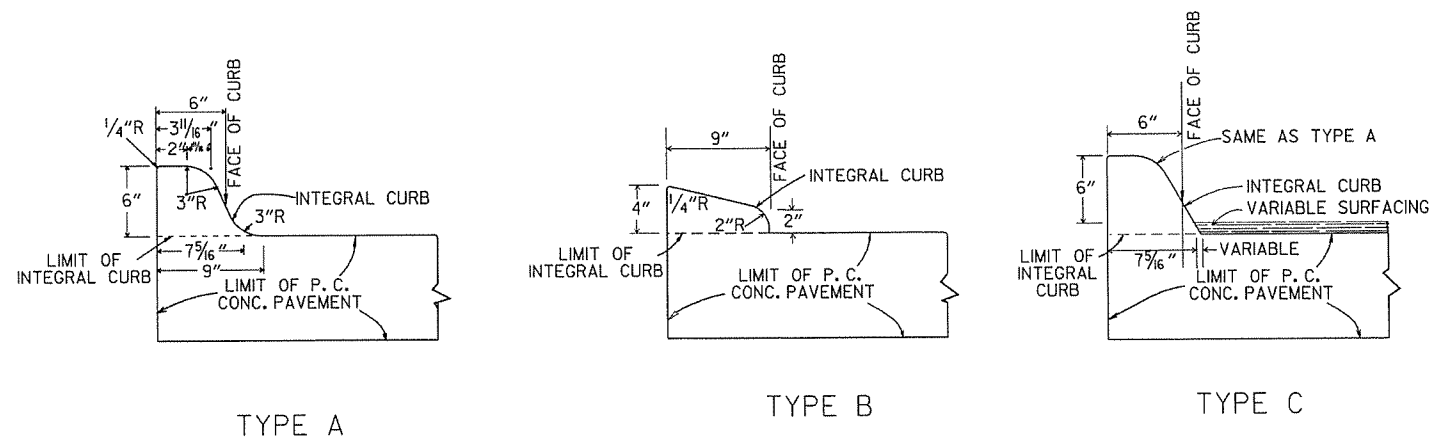 6"
3 11/16"
1/4"R
FACE OF CURB
6"
3"R
INTEGRAL CURB
3"R
LIMIT OF
INTEGRAL CURB
7 5/16"
9"
LIMIT OF P. C.
CONC. PAVEMENT
TYPE A
9"
FACE OF CURB
INTEGRAL CURB
4"
1/4"R
2"R
2"
LIMIT OF
INTEGRAL CURB
LIMIT OF P. C.
CONC. PAVEMENT
TYPE B
6"
FACE OF CURB
SAME AS TYPE A
6"
INTEGRAL CURB
VARIABLE SURFACING
7 5/16"
VARIABLE
LIMIT OF
INTEGRAL
CURB
LIMIT OF P. C.
CONC. PAVEMENT
TYPE C